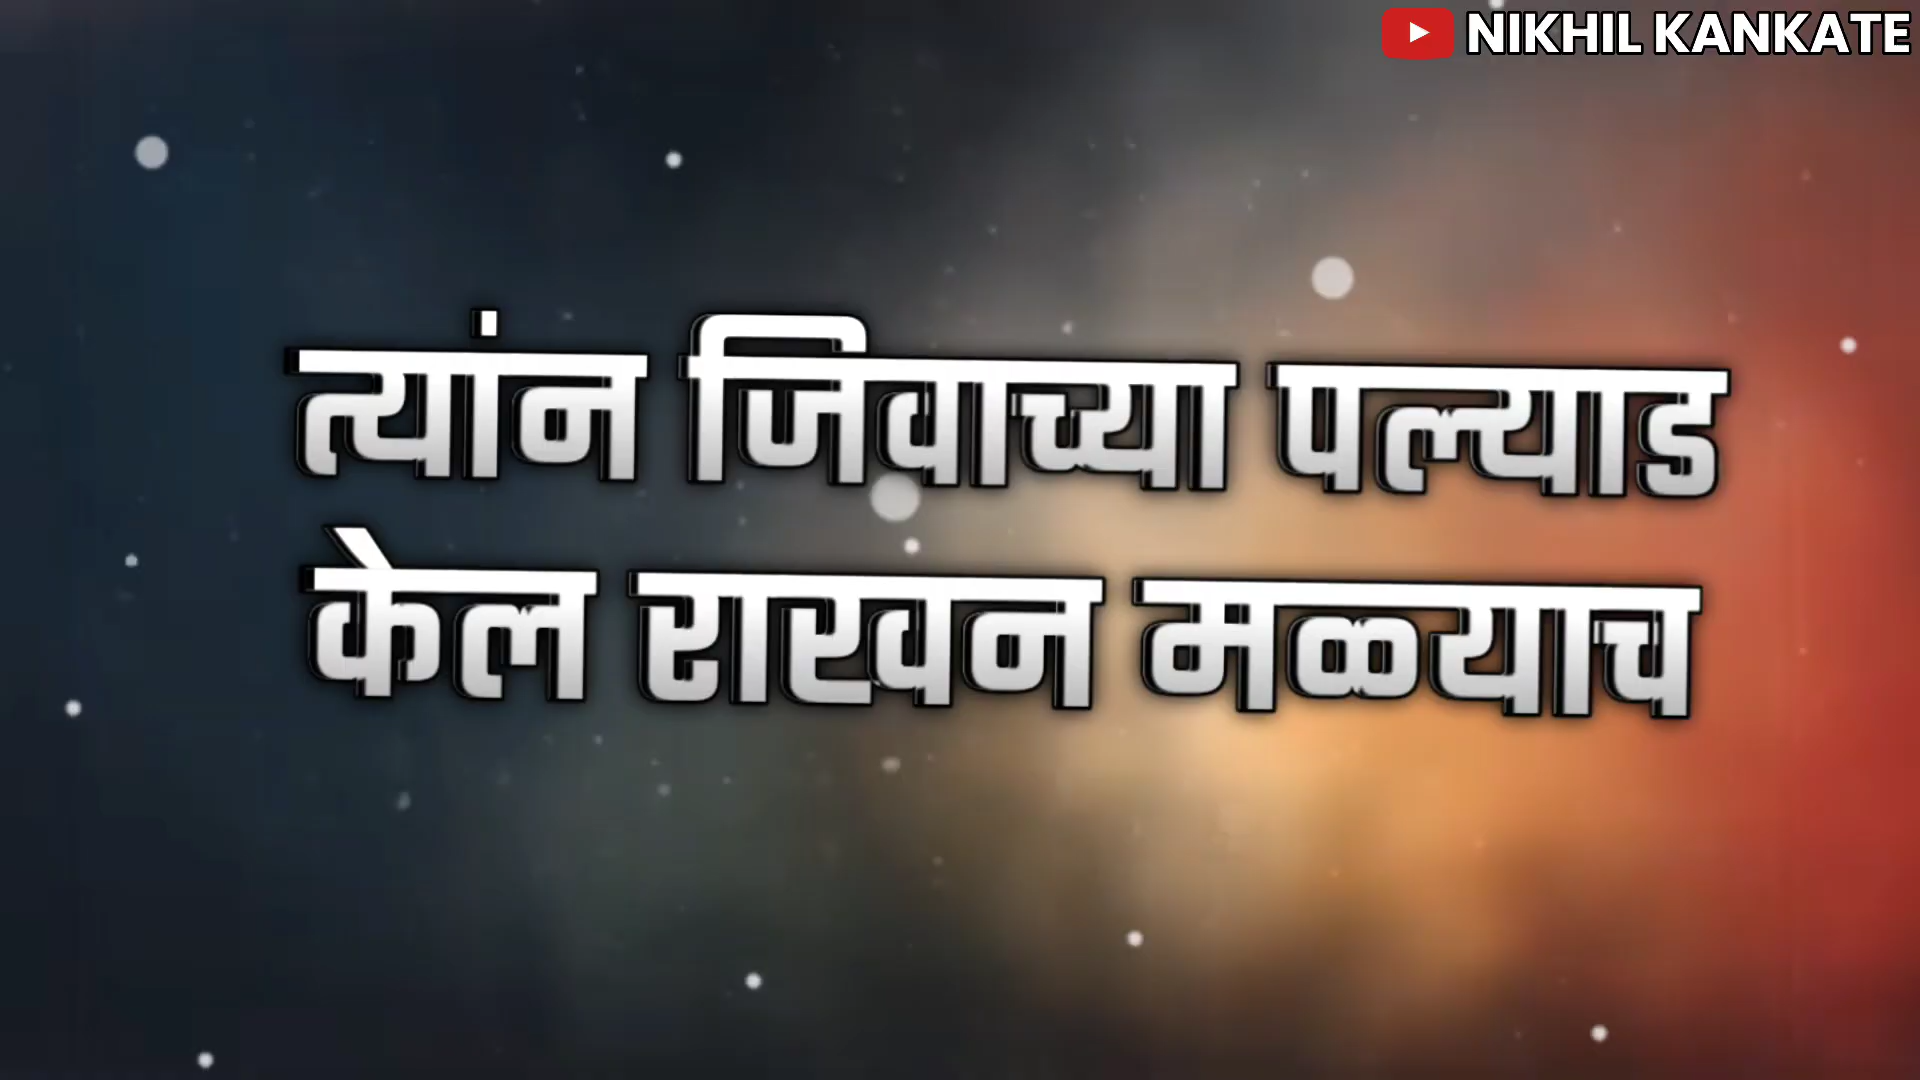 NIKHIL KANKATE
त्यांन जिवाच्या पल्याड
केल राखन मळ्याच